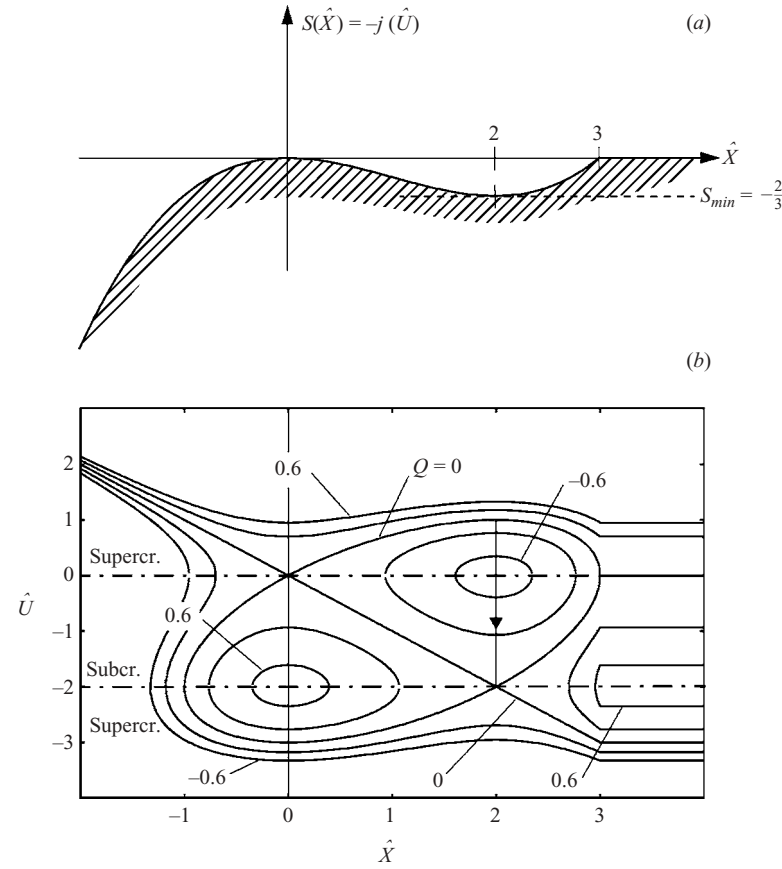 S(X̂) = –j (Û)
(a)
2
3
X̂
S_min = –2/3
(b)
2
0.6
Q = 0
–0.6
1
Supercr.
0
Û
0.6
–1
Subcr.
–2
Supercr.
–3
–0.6
0
0.6
–1
0
1
2
3
X̂